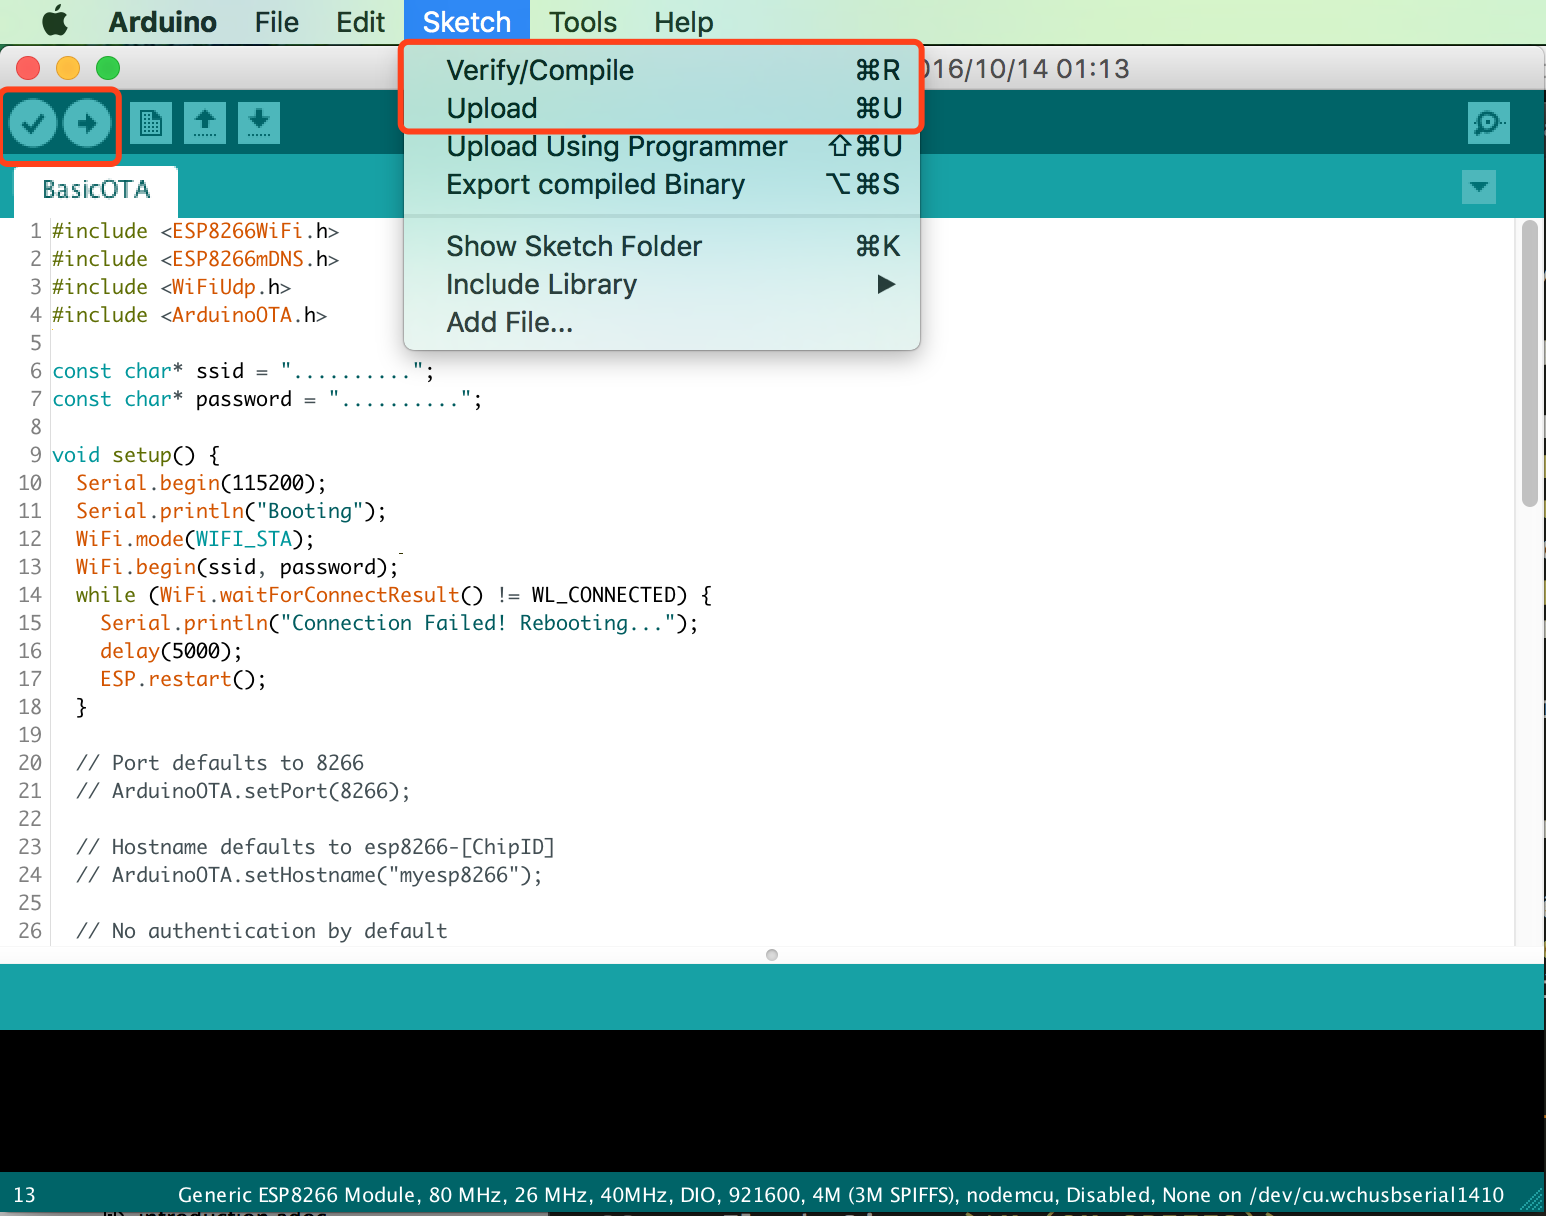 Arduino File Edit Sketch Tools Help
16/10/14 01:13
Verify/Compile ⌘R
Upload ⌘U
Upload Using Programmer ⇧⌘U
Export compiled Binary ⌥⌘S
Show Sketch Folder ⌘K
Include Library ▶
Add File...
BasicOTA
1 #include <ESP8266WiFi.h>
2 #include <ESP8266mDNS.h>
3 #include <WiFiUdp.h>
4 #include <ArduinoOTA.h>
5
6 const char* ssid = "..........";
7 const char* password = "..........";
8
9 void setup() {
10 Serial.begin(115200);
11 Serial.println("Booting");
12 WiFi.mode(WIFI_STA);
13 WiFi.begin(ssid, password);
14 while (WiFi.waitForConnectResult() != WL_CONNECTED) {
15 Serial.println("Connection Failed! Rebooting...");
16 delay(5000);
17 ESP.restart();
18 }
19
20 // Port defaults to 8266
21 // ArduinoOTA.setPort(8266);
22
23 // Hostname defaults to esp8266-[ChipID]
24 // ArduinoOTA.setHostname("myesp8266");
25
26 // No authentication by default
13 Generic ESP8266 Module, 80 MHz, 26 MHz, 40MHz, DIO, 921600, 4M (3M SPIFFS), nodemcu, Disabled, None on /dev/cu.wchusbserial1410